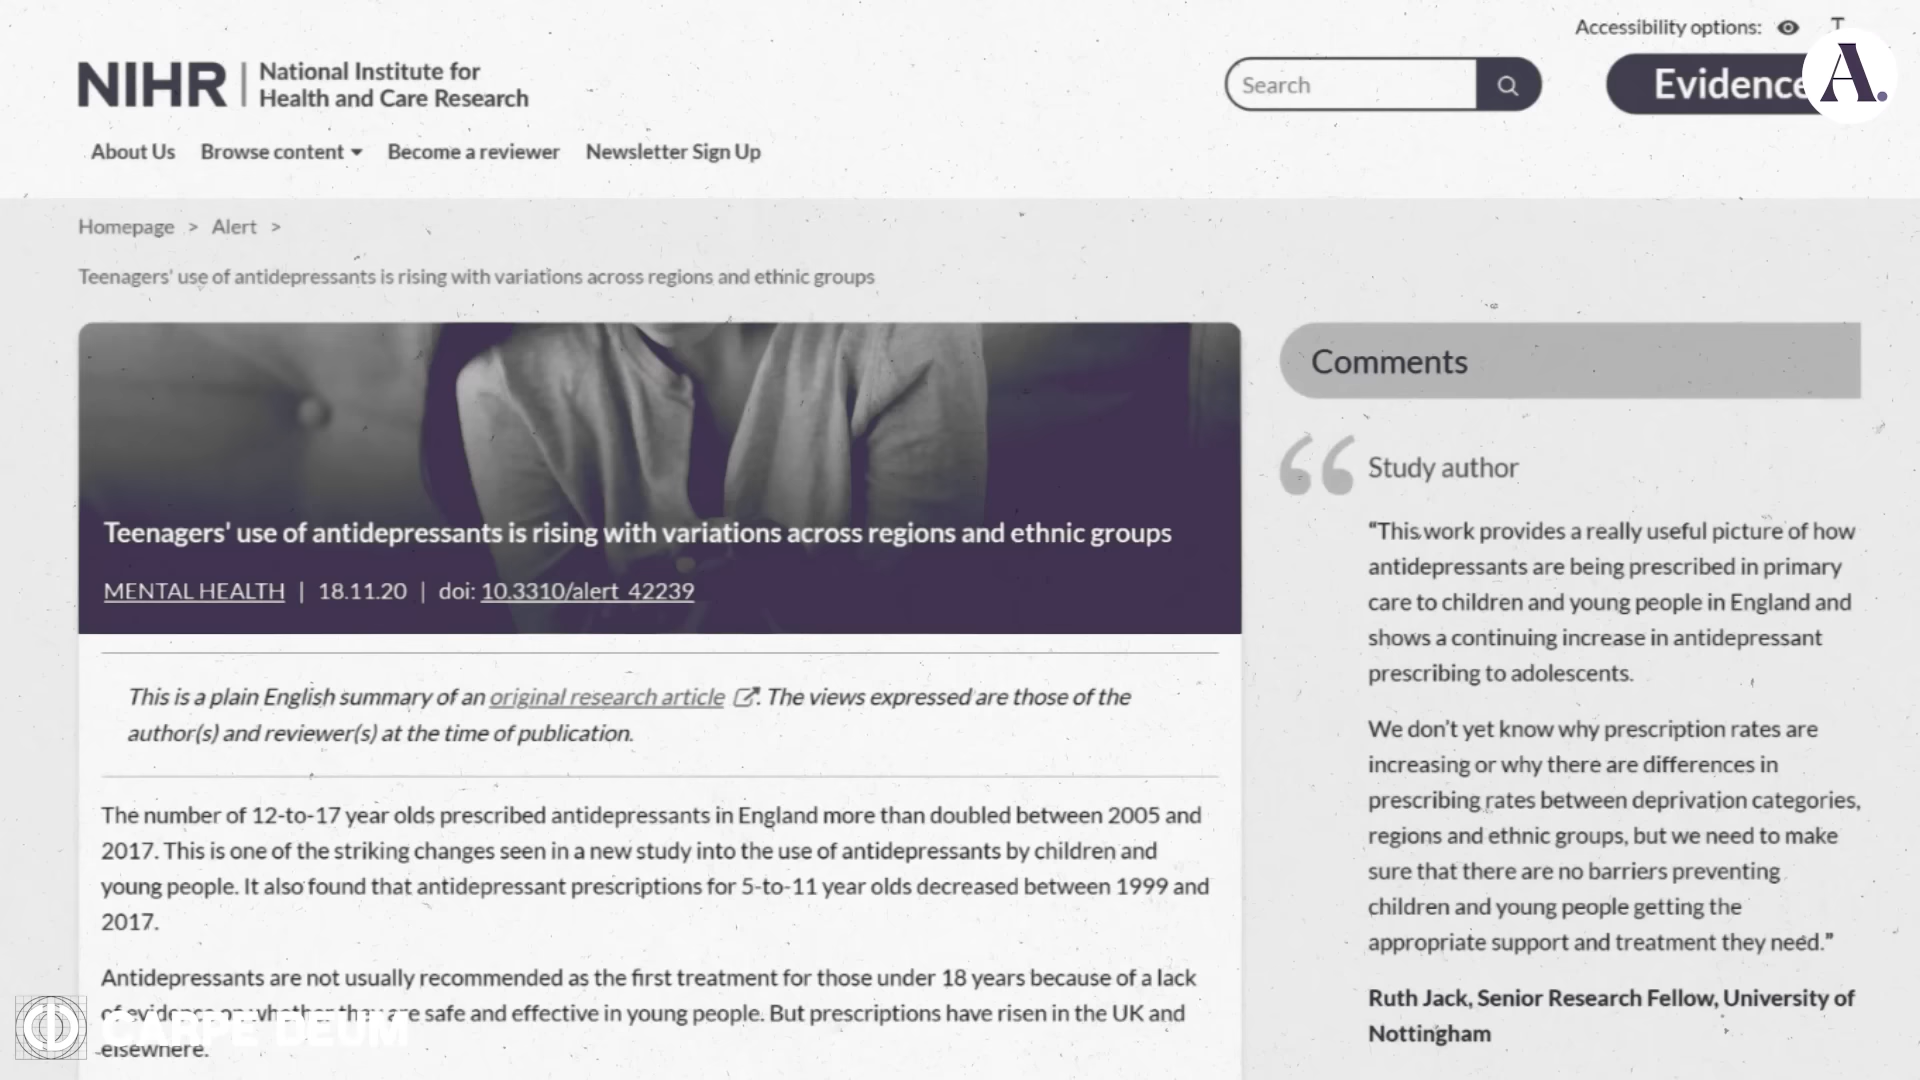 Accessibility options:
NIHR | National Institute for
Health and Care Research
Search
Evidence
A.
About Us Browse content Become a reviewer Newsletter Sign Up
Homepage > Alert >
Teenagers' use of antidepressants is rising with variations across regions and ethnic groups
Teenagers' use of antidepressants is rising with variations across regions and ethnic groups
MENTAL HEALTH | 18.11.20 | doi: 10.3310/alert_42239
This is a plain English summary of an original research article. The views expressed are those of the
author(s) and reviewer(s) at the time of publication.
The number of 12-to-17 year olds prescribed antidepressants in England more than doubled between 2005 and
2017. This is one of the striking changes seen in a new study into the use of antidepressants by children and
young people. It also found that antidepressant prescriptions for 5-to-11 year olds decreased between 1999 and
2017.
Antidepressants are not usually recommended as the first treatment for those under 18 years because of a lack
of evidence on whether they are safe and effective in young people. But prescriptions have risen in the UK and
elsewhere.
CARPE DEUM
Comments
Study author
“This work provides a really useful picture of how
antidepressants are being prescribed in primary
care to children and young people in England and
shows a continuing increase in antidepressant
prescribing to adolescents.
We don’t yet know why prescription rates are
increasing or why there are differences in
prescribing rates between deprivation categories,
regions and ethnic groups, but we need to make
sure that there are no barriers preventing
children and young people getting the
appropriate support and treatment they need.”
Ruth Jack, Senior Research Fellow, University of
Nottingham